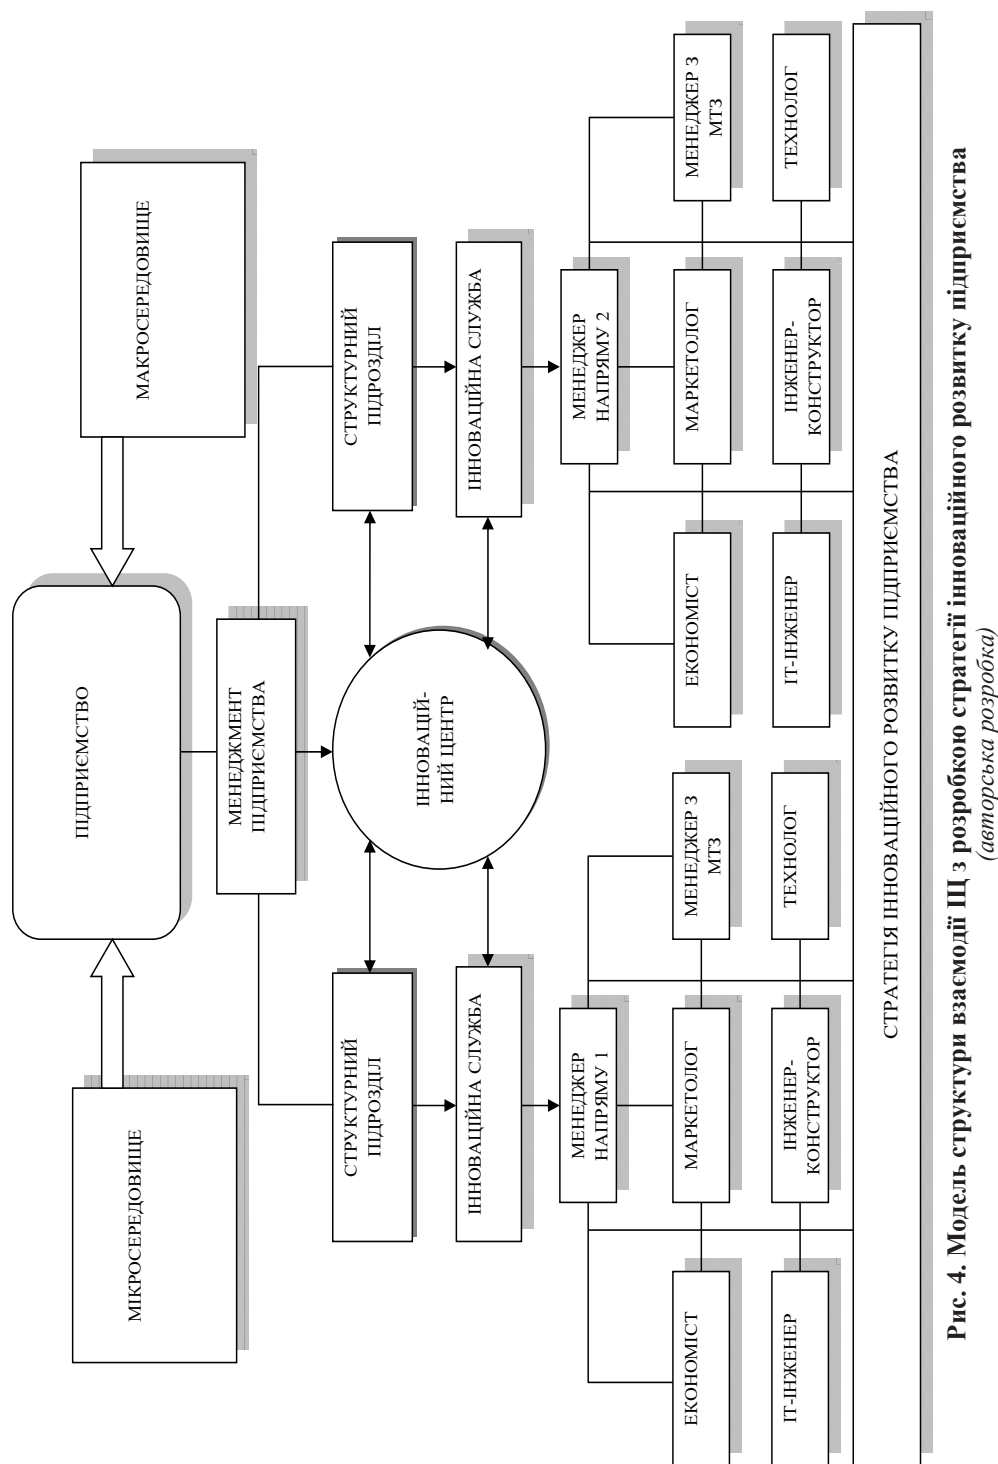 МІКРОСЕРЕДОВИЩЕ
ПІДПРИЄМСТВО
МАКРОСЕРЕДОВИЩЕ
МЕНЕДЖМЕНТ
ПІДПРИЄМСТВА
СТРУКТУРНИЙ
ПІДРОЗДІЛ
ІННОВАЦІЙ-
НИЙ ЦЕНТР
СТРУКТУРНИЙ
ПІДРОЗДІЛ
ІННОВАЦІЙНА СЛУЖБА
ІННОВАЦІЙНА СЛУЖБА
МЕНЕДЖЕР
НАПРЯМУ 1
МЕНЕДЖЕР
НАПРЯМУ 2
ЕКОНОМІСТ
МАРКЕТОЛОГ
МЕНЕДЖЕР З
МТЗ
ЕКОНОМІСТ
МАРКЕТОЛОГ
МЕНЕДЖЕР З
МТЗ
ІТ-ІНЖЕНЕР
ІНЖЕНЕР-
КОНСТРУКТОР
ТЕХНОЛОГ
ІТ-ІНЖЕНЕР
ІНЖЕНЕР-
КОНСТРУКТОР
ТЕХНОЛОГ
СТРАТЕГІЯ ІННОВАЦІЙНОГО РОЗВИТКУ ПІДПРИЄМСТВА
Рис. 4. Модель структури взаємодії ІЦ з розробкою стратегії інноваційного розвитку підприємства
(авторська розробка)